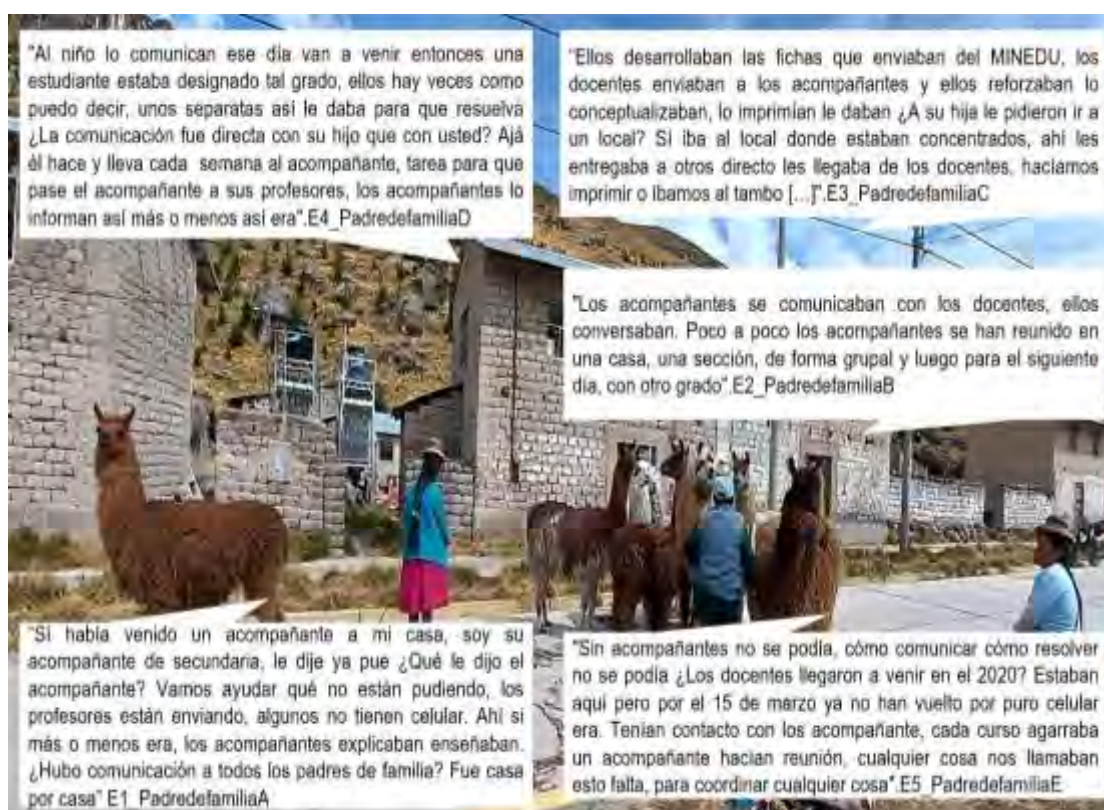 "Al niño lo comunican ese día van a venir entonces una
estudiante estaba designado tal grado, ellos hay veces como
puedo decir, unos separatas así le daba para que resuelva
¿La comunicación fue directa con su hijo que con usted? Ajá
él hace y lleva cada semana al acompañante, tarea para que
pase el acompañante a sus profesores, los acompañantes lo
informan así más o menos así era".E4_PadredefamiliaD
"Ellos desarrollaban las fichas que enviaban del MINEDU, los
docentes enviaban a los acompañantes y ellos reforzaban lo
conceptualizaban, lo imprimían le daban ¿A su hija le pidieron ir a
un local? Si iba al local donde estaban concentrados, ahí les
entregaba a otros directo les llegaba de los docentes, hacíamos
imprimir o íbamos al tambo […]".E3_PadredefamiliaC
"Los acompañantes se comunicaban con los docentes, ellos
conversaban. Poco a poco los acompañantes se han reunido en
una casa, una sección, de forma grupal y luego para el siguiente
día, con otro grado".E2_PadredefamiliaB
"Si había venido un acompañante a mi casa, soy su
acompañante de secundaria, le dije ya pue ¿Qué le dijo el
acompañante? Vamos ayudar qué no están pudiendo, los
profesores están enviando, algunos no tienen celular. Ahí si
más o menos era, los acompañantes explicaban enseñaban.
¿Hubo comunicación a todos los padres de familia? Fue casa
por casa" E1_PadredefamiliaA
"Sin acompañantes no se podía, cómo comunicar cómo resolver
no se podía ¿Los docentes llegaron a venir en el 2020? Estaban
aquí pero por el 15 de marzo ya no han vuelto por puro celular
era. Tenían contacto con los acompañante, cada curso agarraba
un acompañante hacían reunión, cualquier cosa nos llamaban
esto falta, para coordinar cualquier cosa".E5_PadredefamiliaE